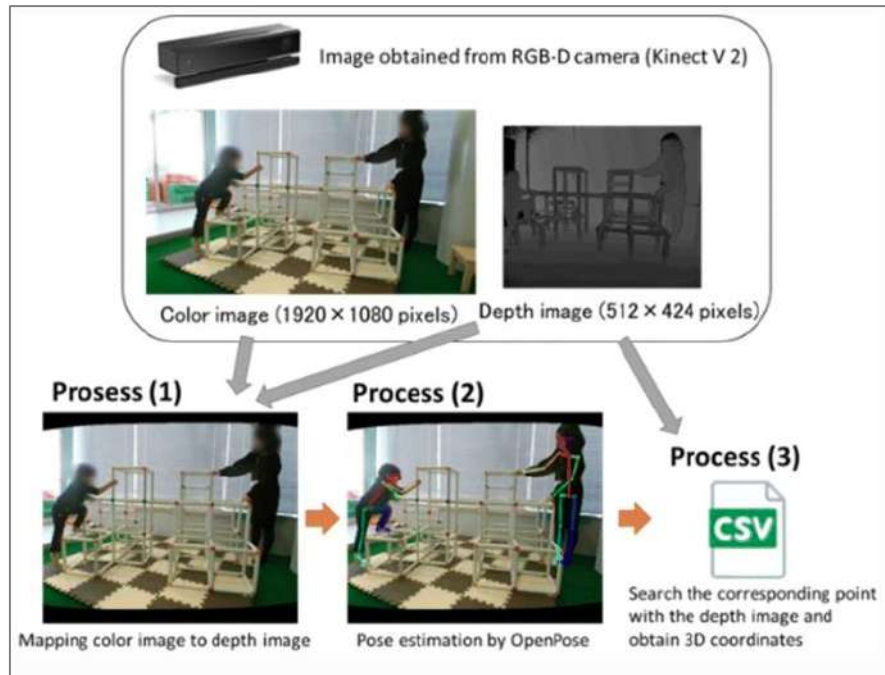 Image obtained from RGB-D camera (Kinect V 2)
Color image (1920 × 1080 pixels)
Depth image (512 × 424 pixels)
Prosess (1)
Process (2)
Process (3)
CSV
Mapping color image to depth image
Pose estimation by OpenPose
Search the corresponding point
with the depth image and
obtain 3D coordinates